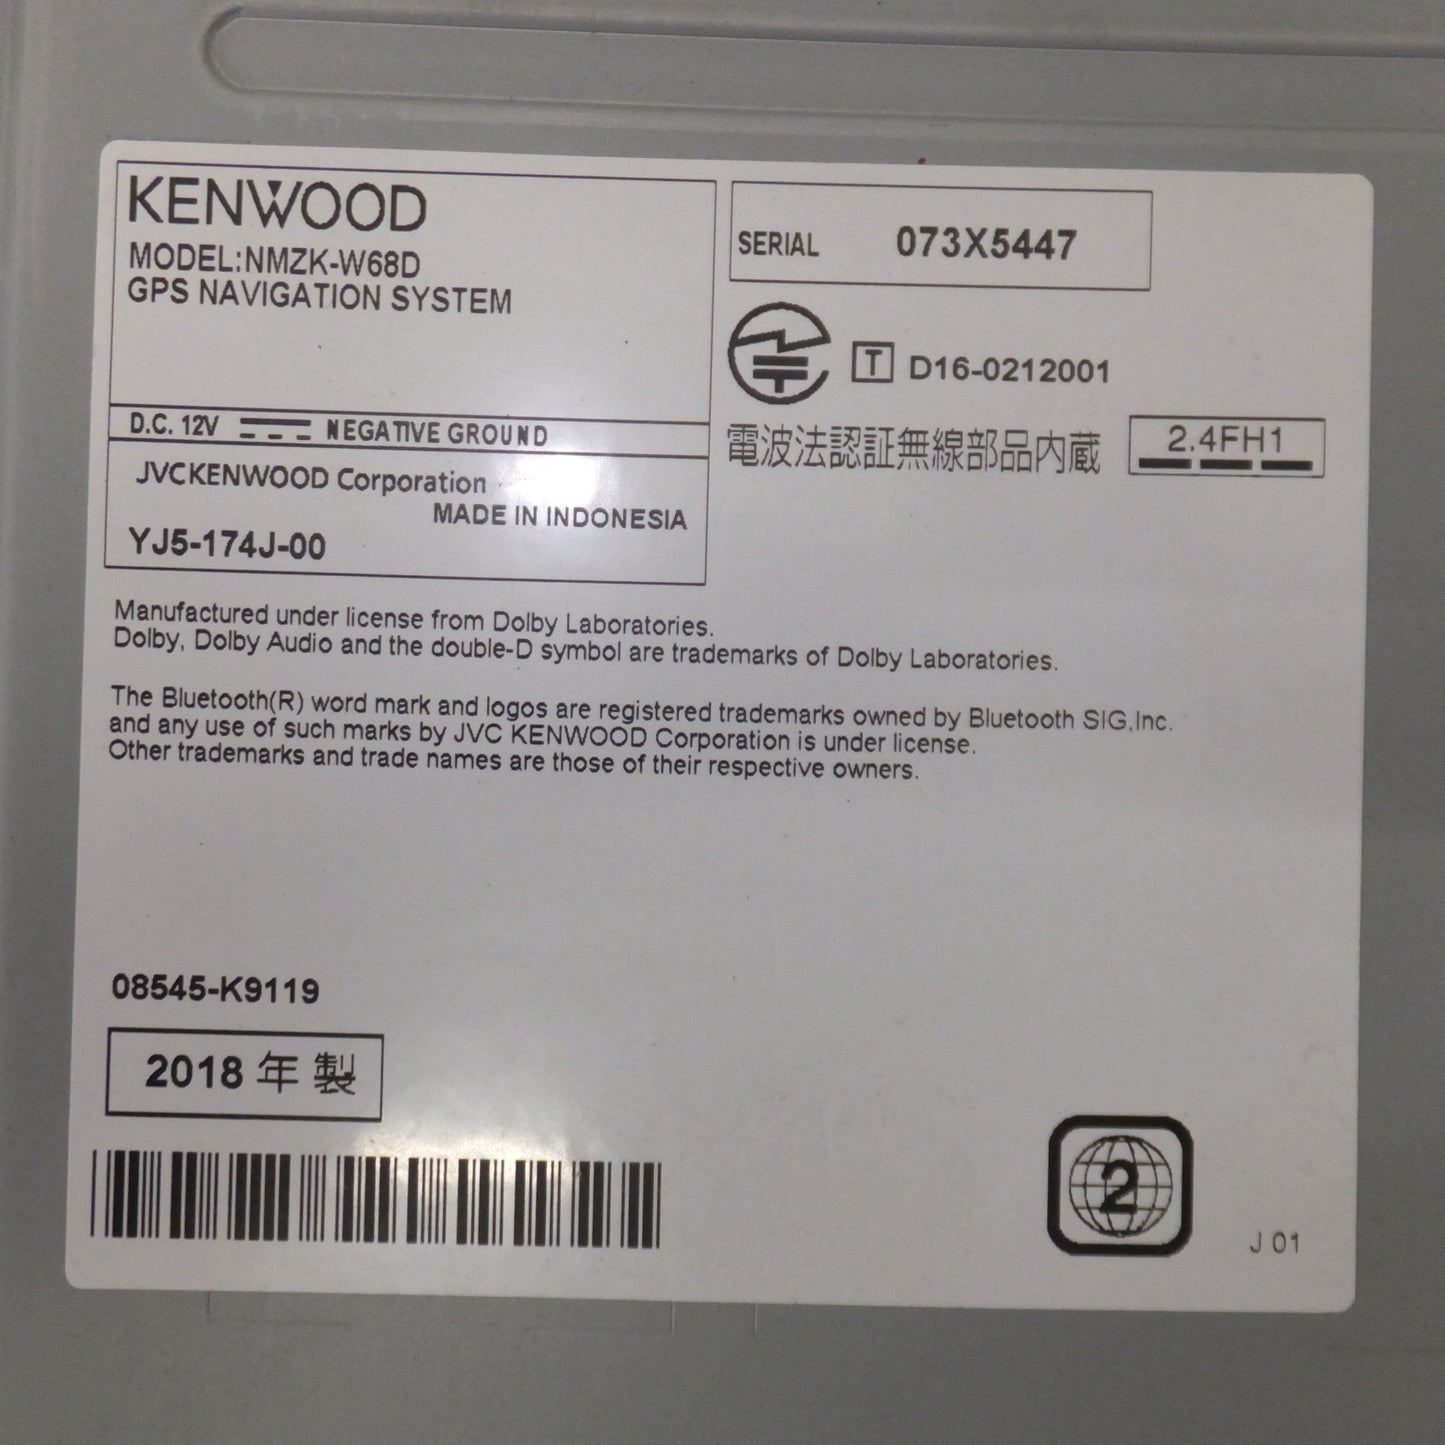 KENWOOD
MODEL:NMZK-W68D
GPS NAVIGATION SYSTEM
D.C. 12V NEGATIVE GROUND
JVCKENWOOD Corporation
MADE IN INDONESIA
YJ5-174J-00
SERIAL 073X5447
T D16-0212001
電波法認証無線部品内蔵 2.4FH1
Manufactured under license from Dolby Laboratories.
Dolby, Dolby Audio and the double-D symbol are trademarks of Dolby Laboratories.
The Bluetooth(R) word mark and logos are registered trademarks owned by Bluetooth SIG,Inc.
and any use of such marks by JVC KENWOOD Corporation is under license.
Other trademarks and trade names are those of their respective owners.
08545-K9119
2018 年 製
2
J 01